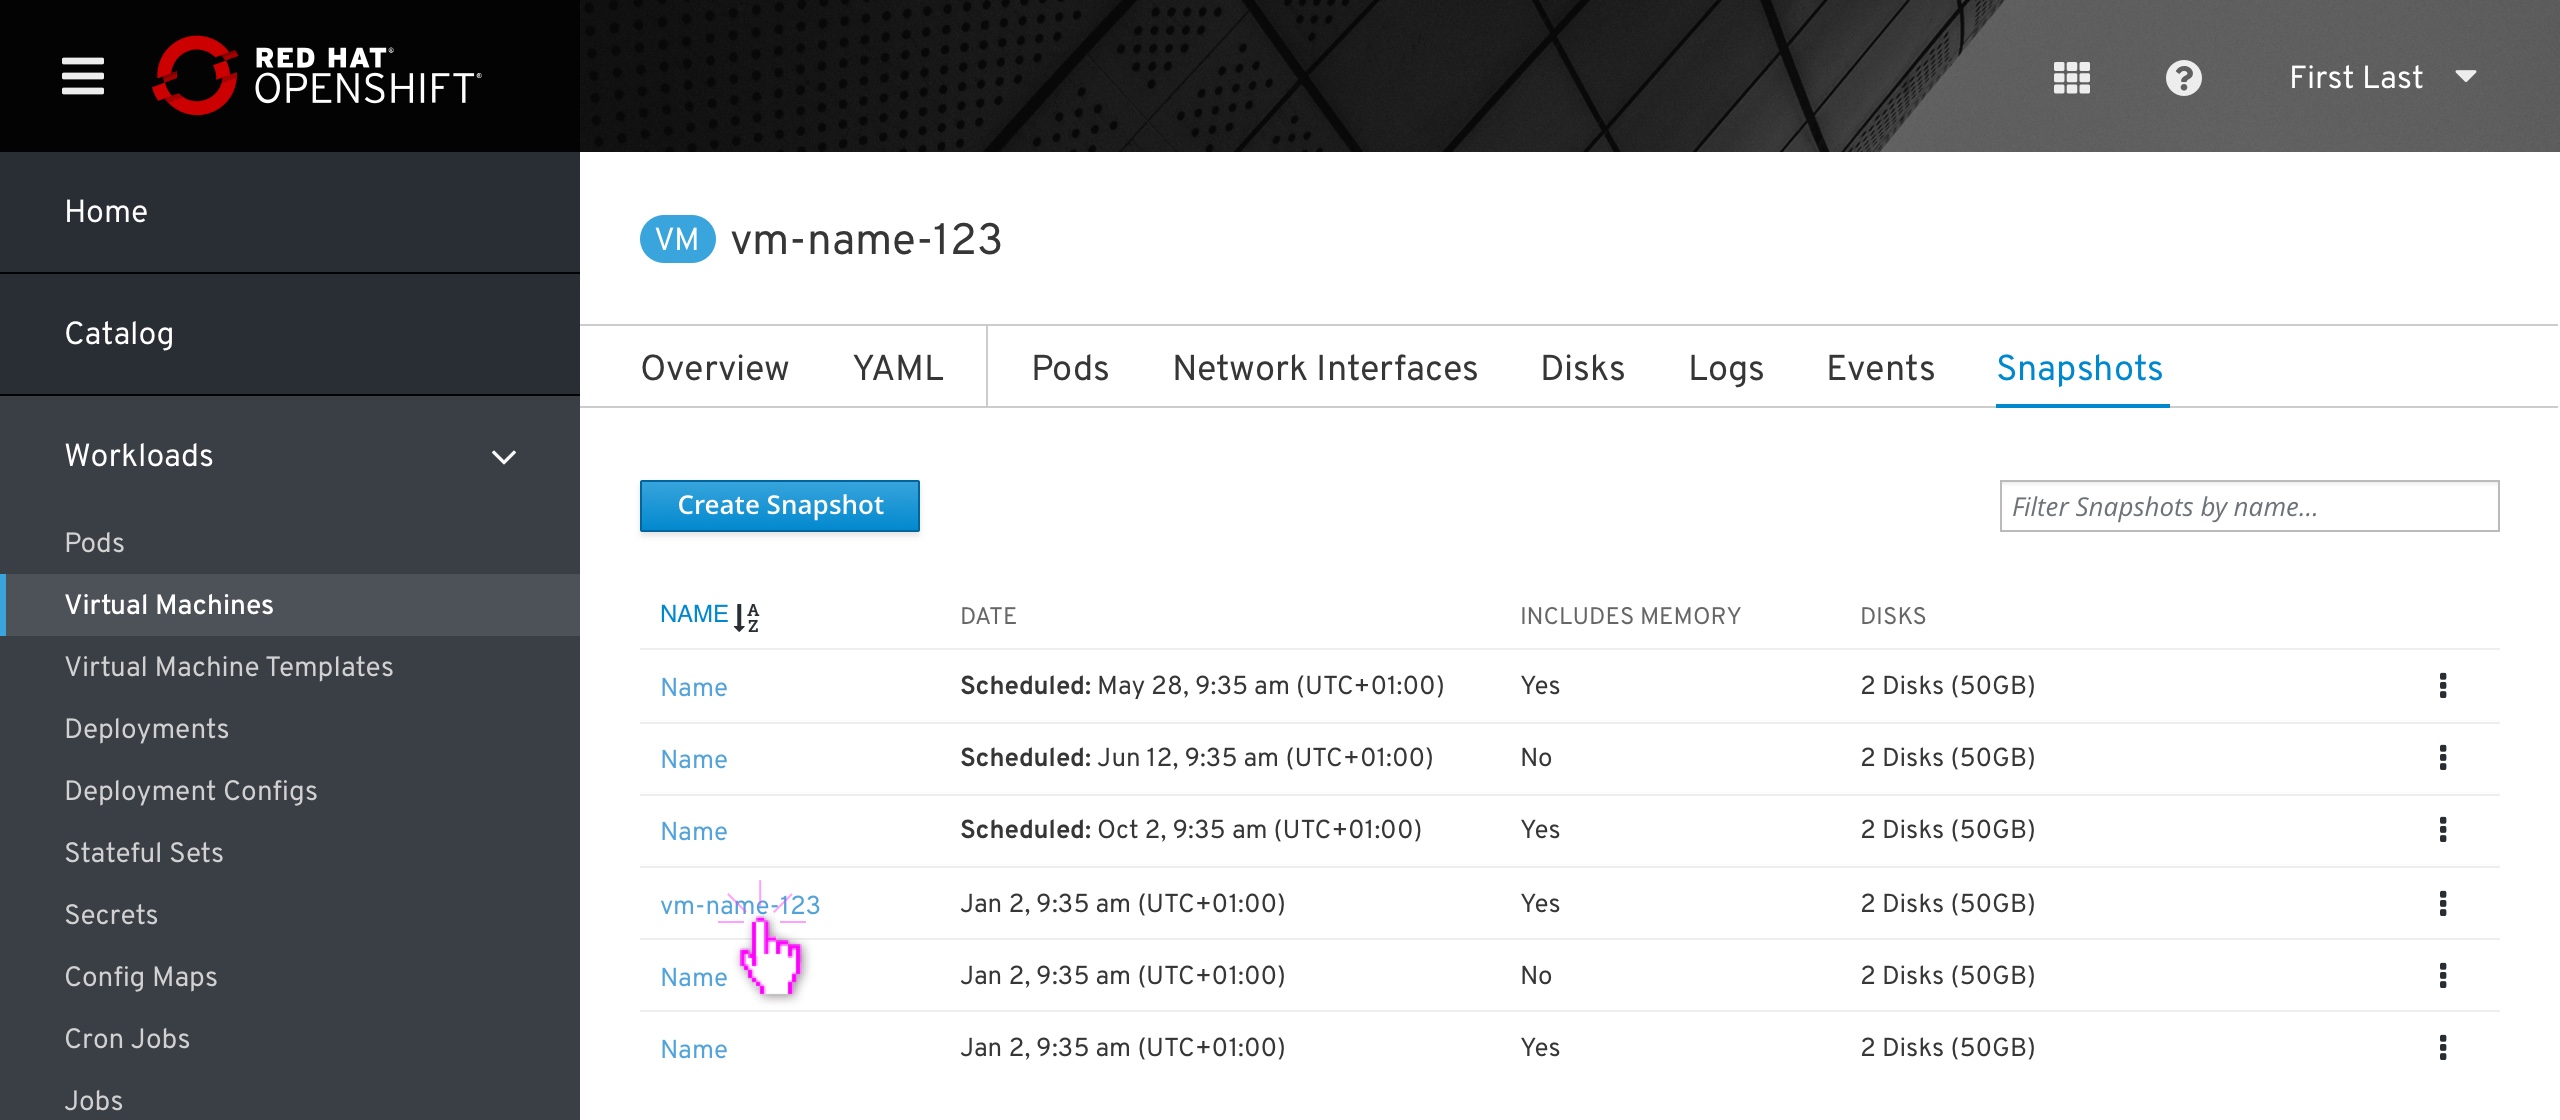 RED HAT®
OPENSHIFT®
First Last
Home
Catalog
Workloads
Pods
Virtual Machines
Virtual Machine Templates
Deployments
Deployment Configs
Stateful Sets
Secrets
Config Maps
Cron Jobs
Jobs
VM vm-name-123
Overview YAML Pods Network Interfaces Disks Logs Events Snapshots
Create Snapshot Filter Snapshots by name...
NAME A Z DATE INCLUDES MEMORY DISKS
Name Scheduled: May 28, 9:35 am (UTC+01:00) Yes 2 Disks (50GB)
Name Scheduled: Jun 12, 9:35 am (UTC+01:00) No 2 Disks (50GB)
Name Scheduled: Oct 2, 9:35 am (UTC+01:00) Yes 2 Disks (50GB)
vm-name-123 Jan 2, 9:35 am (UTC+01:00) Yes 2 Disks (50GB)
Name Jan 2, 9:35 am (UTC+01:00) No 2 Disks (50GB)
Name Jan 2, 9:35 am (UTC+01:00) Yes 2 Disks (50GB)